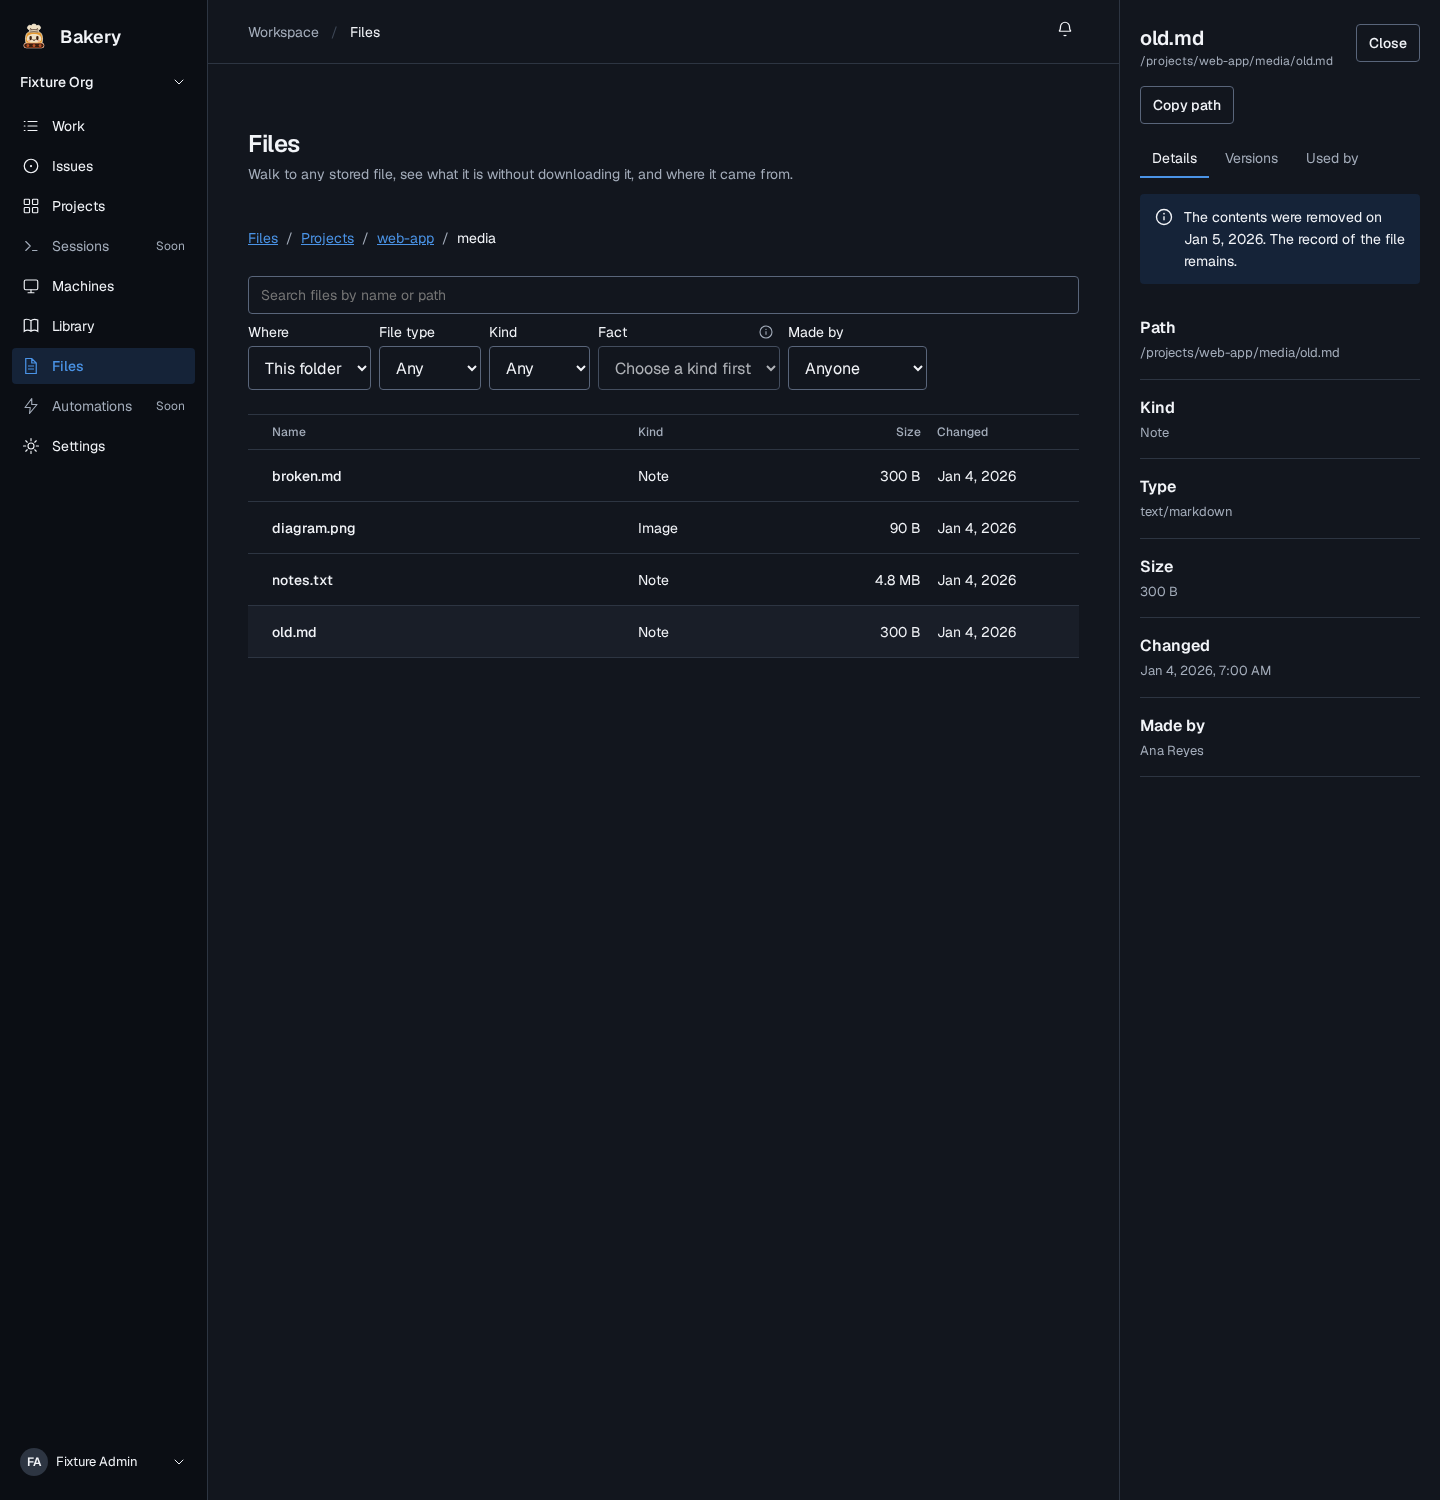 Bakery
Fixture Org
Work
Issues
Projects
Sessions Soon
Machines
Library
Files
Automations Soon
Settings
FA Fixture Admin
Workspace / Files
Files
Walk to any stored file, see what it is without downloading it, and where it came from.
Files / Projects / web-app / media
Search files by name or path
Where File type Kind Fact Made by
This folder Any Any Choose a kind first Anyone
Name Kind Size Changed
broken.md Note 300 B Jan 4, 2026
diagram.png Image 90 B Jan 4, 2026
notes.txt Note 4.8 MB Jan 4, 2026
old.md Note 300 B Jan 4, 2026
old.md
/projects/web-app/media/old.md
Close
Copy path
Details Versions Used by
The contents were removed on
Jan 5, 2026. The record of the file
remains.
Path
/projects/web-app/media/old.md
Kind
Note
Type
text/markdown
Size
300 B
Changed
Jan 4, 2026, 7:00 AM
Made by
Ana Reyes